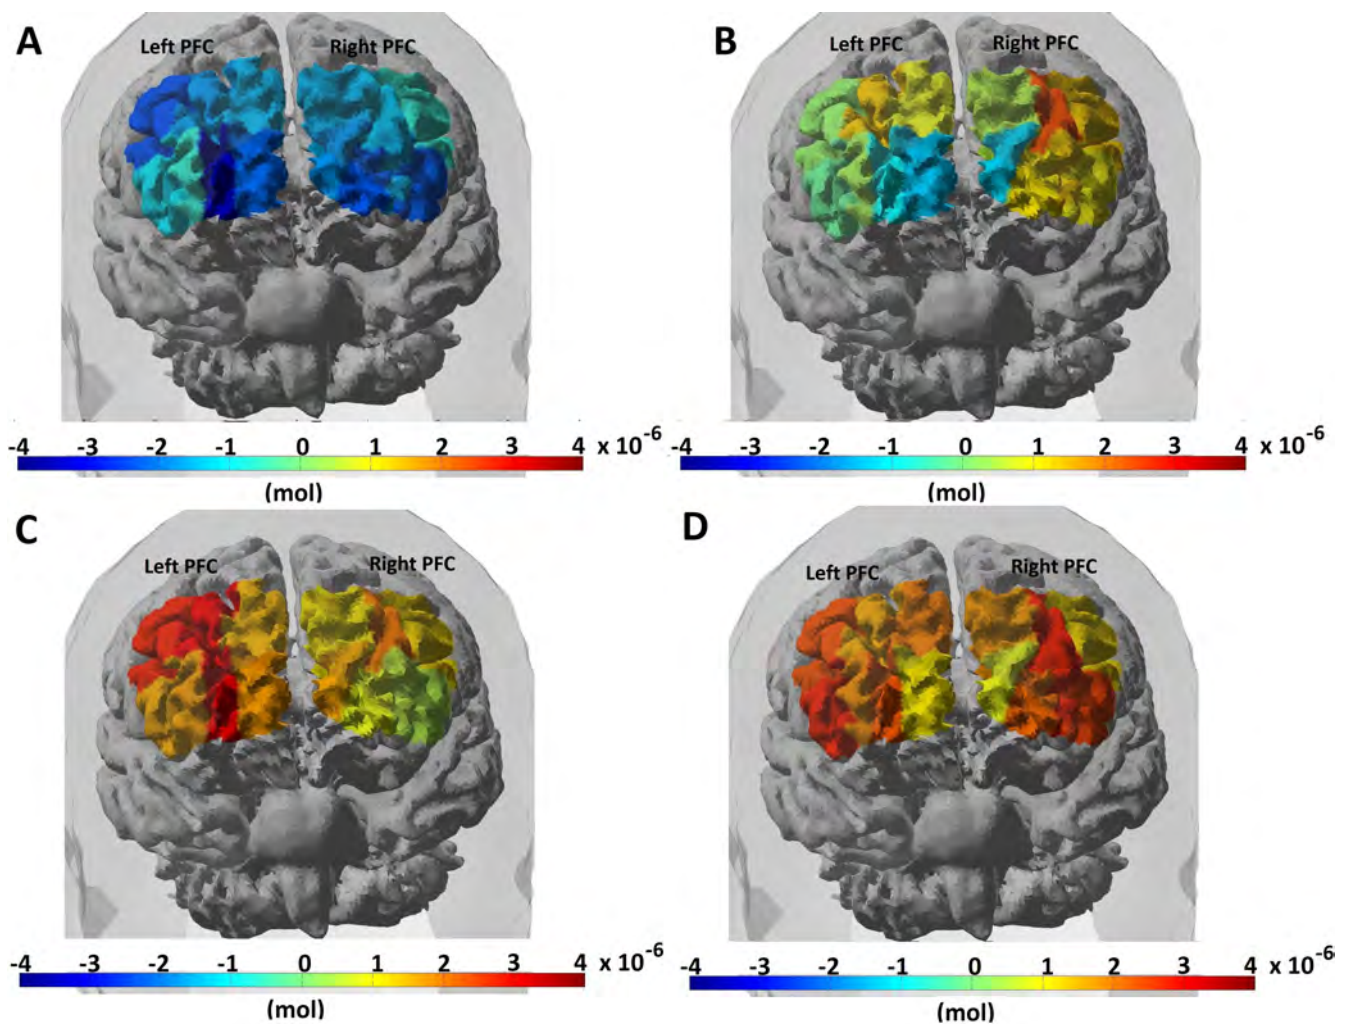 A
Left PFC
Right PFC
-4 -3 -2 -1 0 1 2 3 4 x 10-6
(mol)
B
Left PFC
Right PFC
-4 -3 -2 -1 0 1 2 3 4 x 10-6
(mol)
C
Left PFC
Right PFC
-4 -3 -2 -1 0 1 2 3 4 x 10-6
(mol)
D
Left PFC
Right PFC
-4 -3 -2 -1 0 1 2 3 4 x 10-6
(mol)